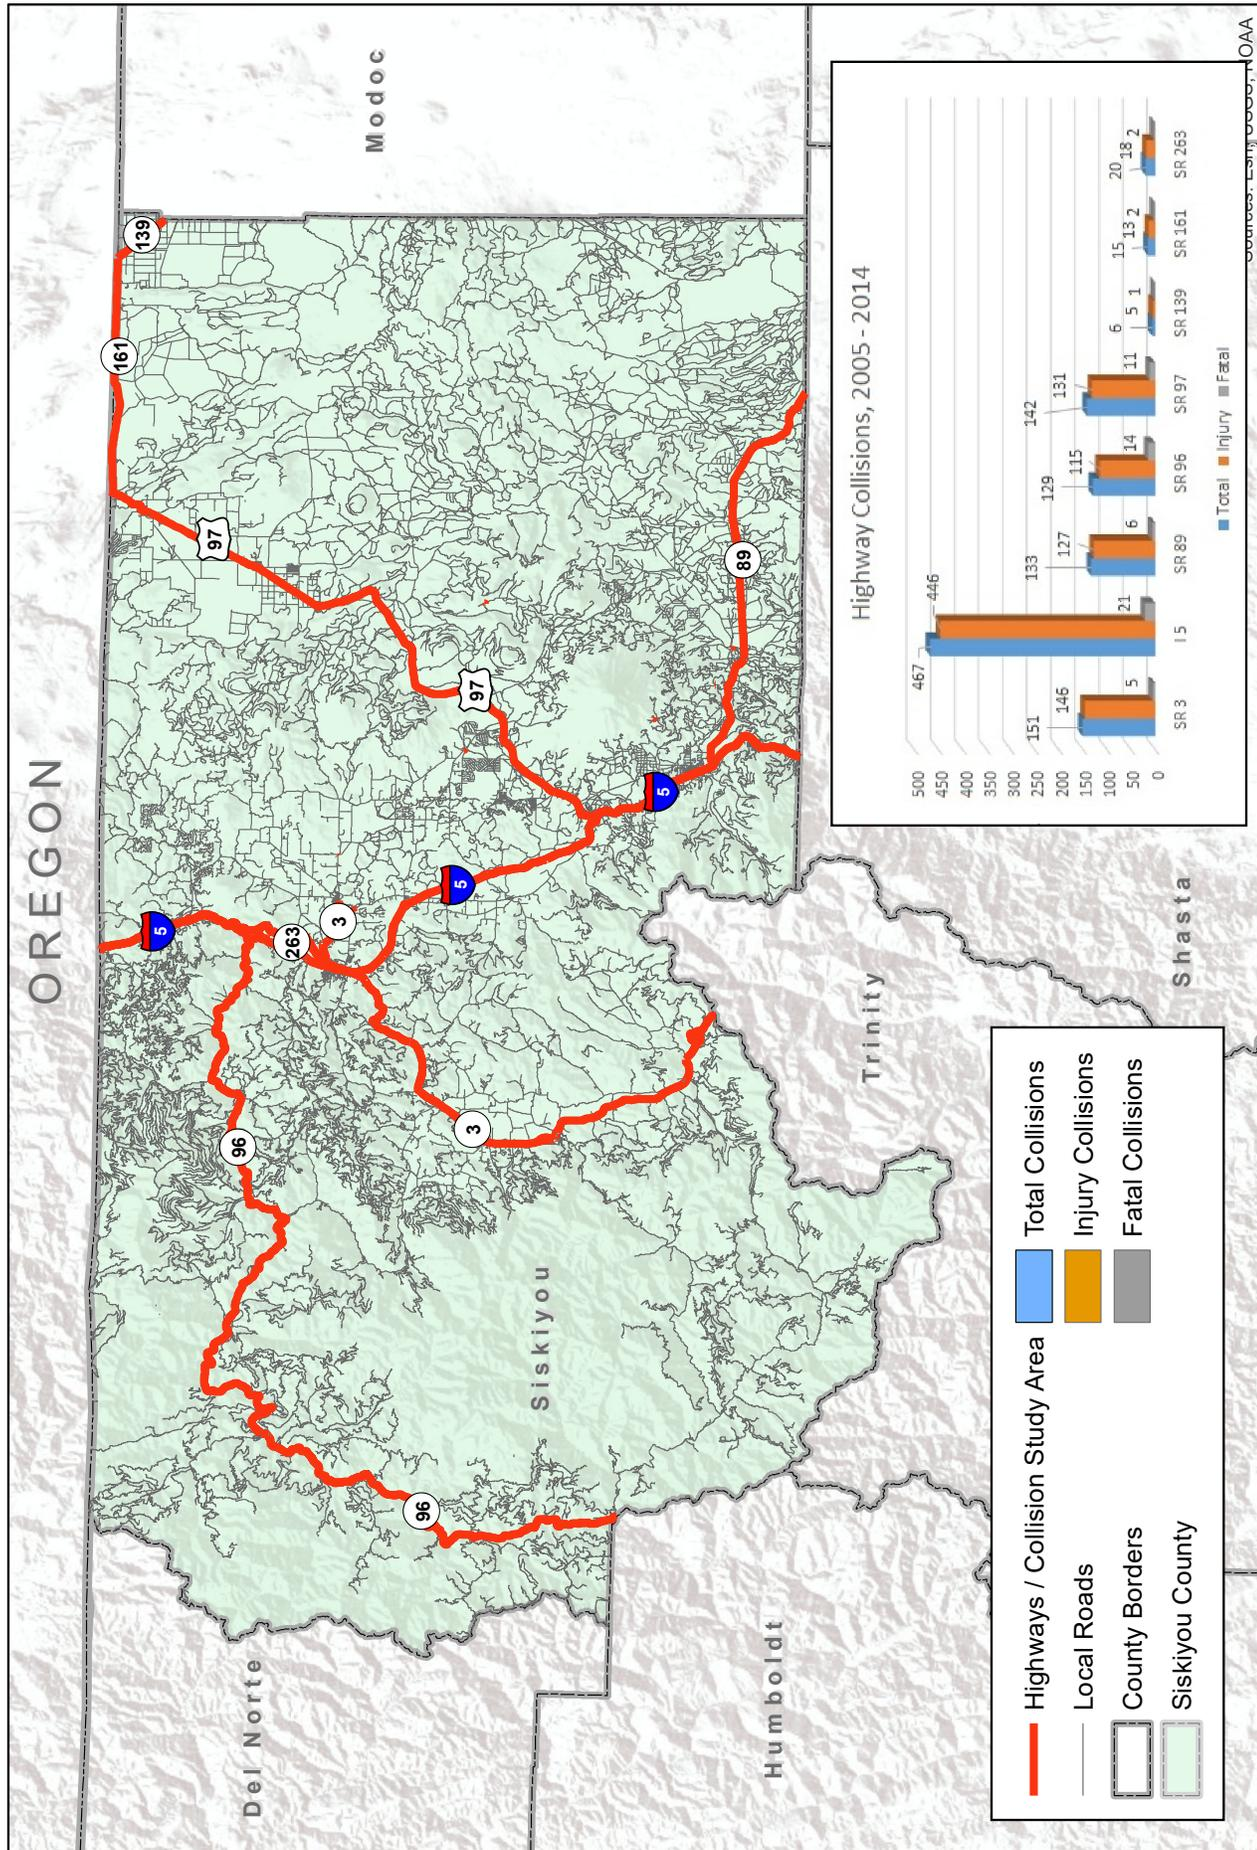 OREGON
Modoc
Del Norte
Siskiyou
Humboldt
Trinity
Shasta
5
263
3
96
96
3
5
5
97
97
161
139
89
Highways / Collision Study Area
Local Roads
County Borders
Siskiyou County
Total Collisions
Injury Collisions
Fatal Collisions
Highway Collisions, 2005 - 2014
500
450
400
350
300
250
200
150
100
50
0
151
146
5
467
446
21
133
127
6
129
115
14
142
131
11
6
5
1
15
13
2
20
18
2
SR 3
I 5
SR 89
SR 96
SR 97
SR 139
SR 161
SR 263
Total
Injury
Fatal
Sources: Esri, USGS, NOAA